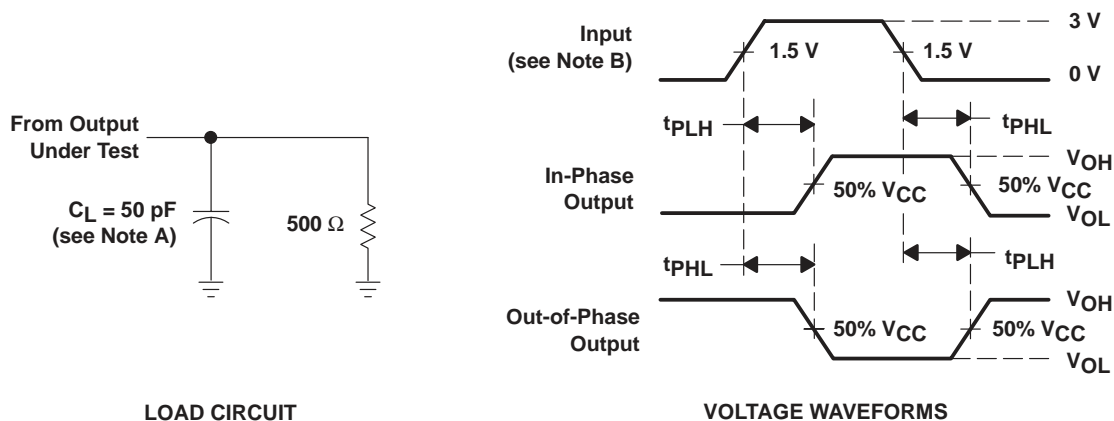 From Output
Under Test
CL = 50 pF
(see Note A)
500 Ω
LOAD CIRCUIT
Input
(see Note B)
1.5 V
1.5 V
3 V
0 V
tPLH
tPHL
In-Phase
Output
50% VCC
50% VCC
VOH
VOL
tPHL
tPLH
Out-of-Phase
Output
50% VCC
50% VCC
VOH
VOL
VOLTAGE WAVEFORMS